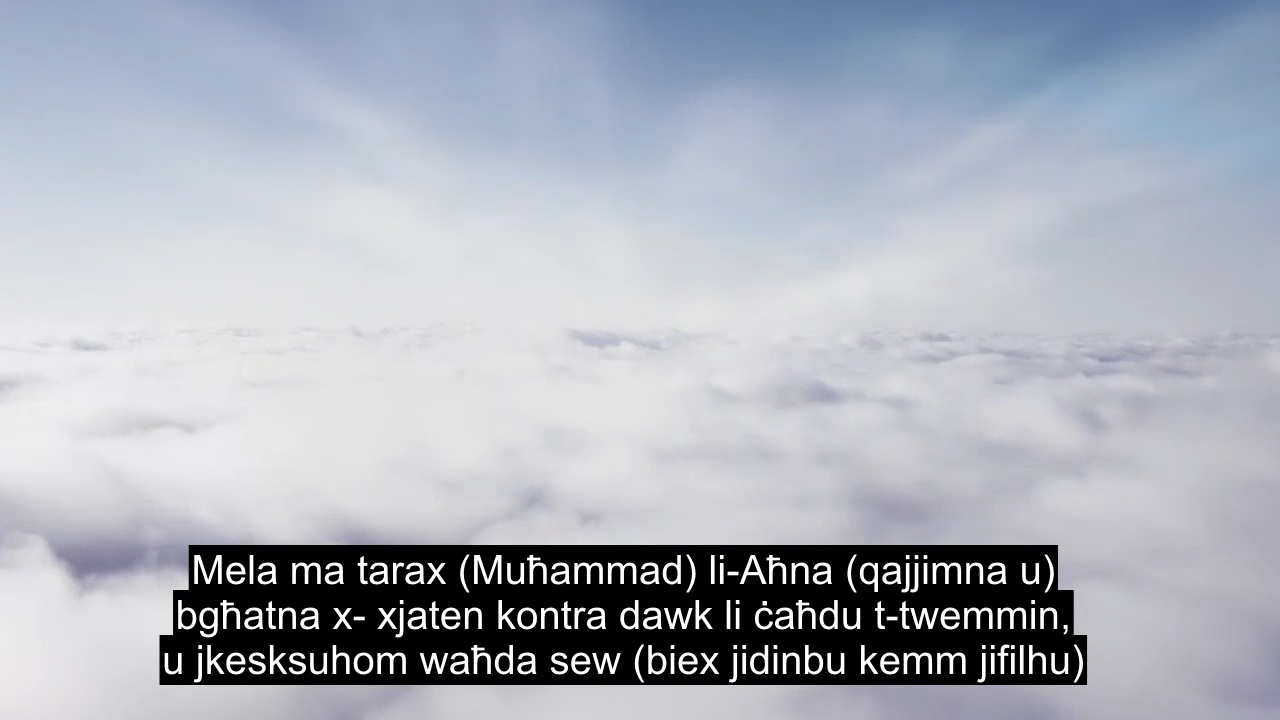 Mela ma tarax (Muħammad) li-Aħna (qajjimna u)
bgħatna x- xjaten kontra dawk li ċaħdu t-twemmin,
u jkesksuhom waħda sew (biex jidinbu kemm jifilħu)